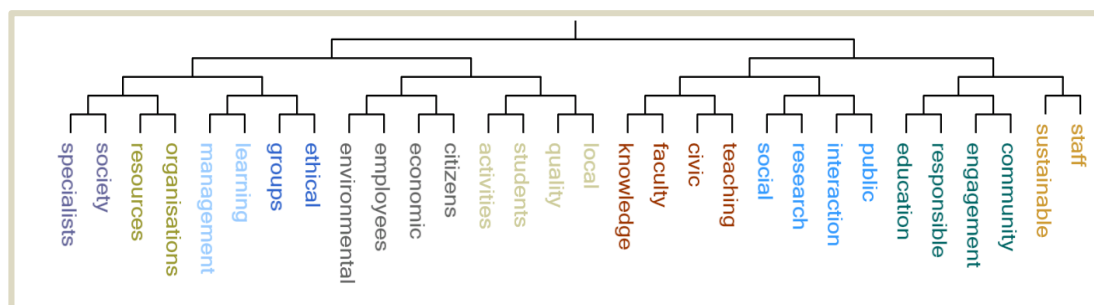 specialists
society
resources
organisations
management
learning
groups
ethical
environmental
employees
economic
citizens
activities
students
quality
local
knowledge
faculty
civic
teaching
social
research
interaction
public
education
responsible
engagement
community
sustainable
staff